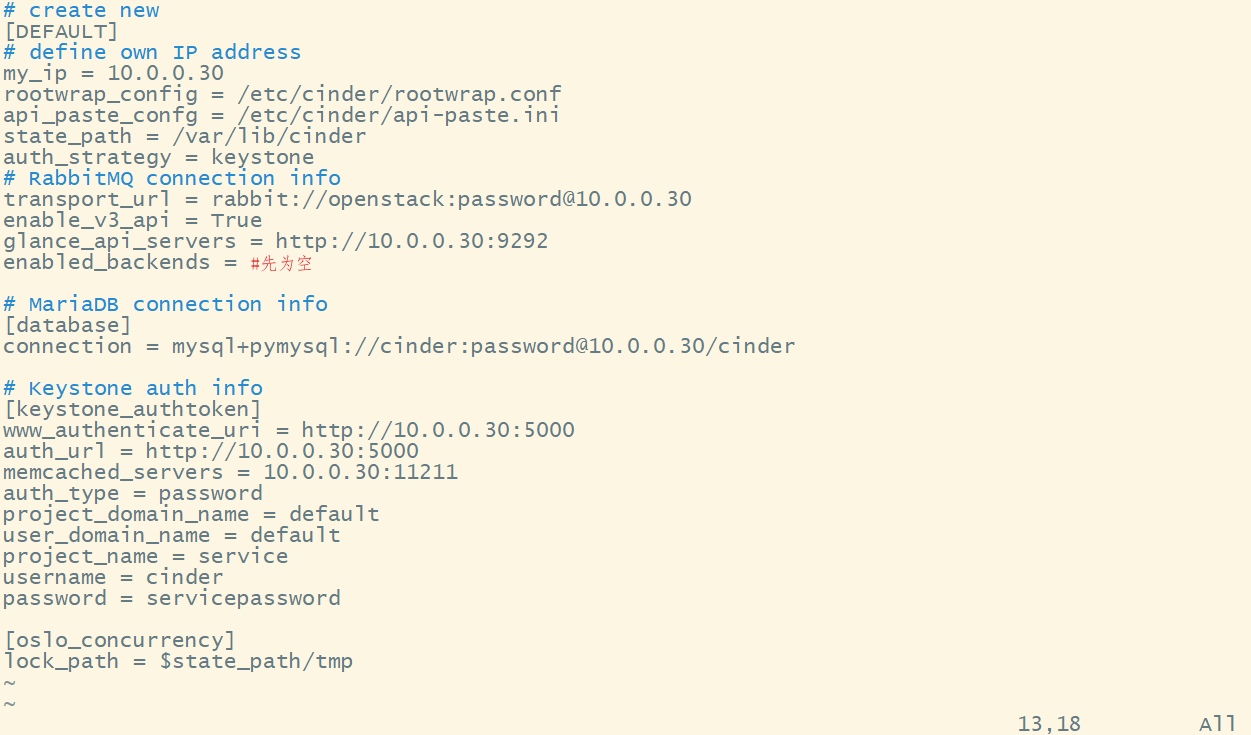 # create new
[DEFAULT]
# define own IP address
my_ip = 10.0.0.30
rootwrap_config = /etc/cinder/rootwrap.conf
api_paste_confg = /etc/cinder/api-paste.ini
state_path = /var/lib/cinder
auth_strategy = keystone
# RabbitMQ connection info
transport_url = rabbit://openstack:password@10.0.0.30
enable_v3_api = True
glance_api_servers = http://10.0.0.30:9292
enabled_backends = #先为空
# MariaDB connection info
[database]
connection = mysql+pymysql://cinder:password@10.0.0.30/cinder
# Keystone auth info
[keystone_authtoken]
www_authenticate_uri = http://10.0.0.30:5000
auth_url = http://10.0.0.30:5000
memcached_servers = 10.0.0.30:11211
auth_type = password
project_domain_name = default
user_domain_name = default
project_name = service
username = cinder
password = servicepassword
[oslo_concurrency]
lock_path = $state_path/tmp
~
~
13,18 All